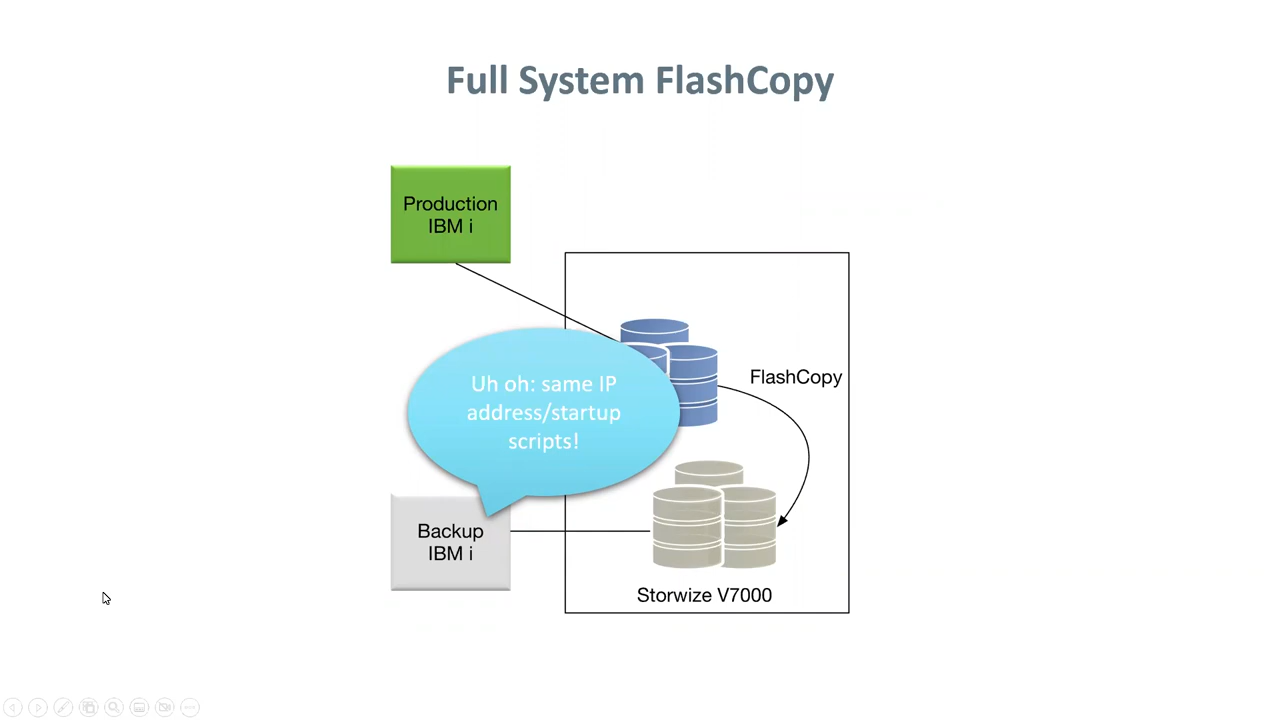 Full System FlashCopy
Production
IBM i
FlashCopy
Uh oh: same IP
address/startup
scripts!
Backup
IBM i
Storwize V7000